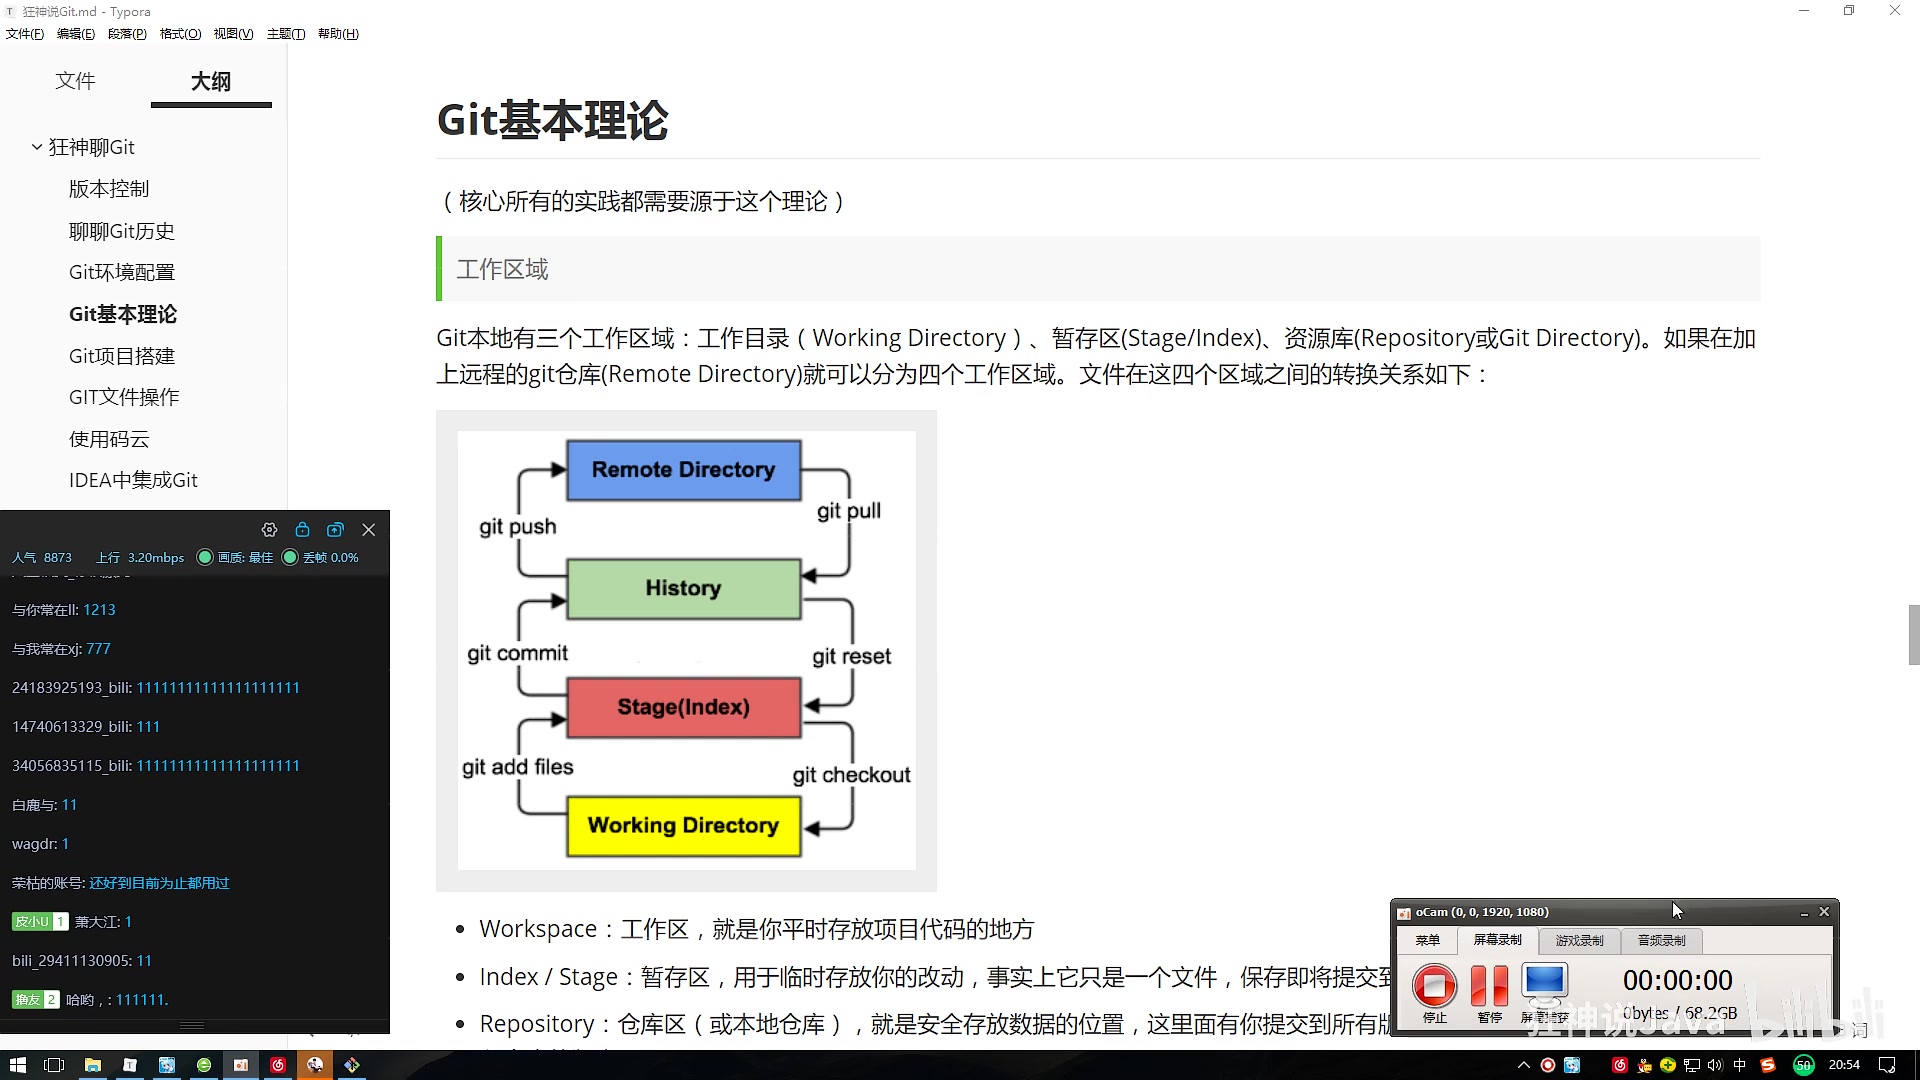 狂神说Git.md - Typora
文件(F) 编辑(E) 段落(P) 格式(O) 视图(V) 主题(T) 帮助(H)
文件 大纲
狂神聊Git
版本控制
聊聊Git历史
Git环境配置
Git基本理论
Git项目搭建
GIT文件操作
使用码云
IDEA中集成Git
Git基本理论
（核心所有的实践都需要源于这个理论）
工作区域
Git本地有三个工作区域：工作目录（Working Directory）、暂存区(Stage/Index)、资源库(Repository或Git Directory)。如果在加
上远程的git仓库(Remote Directory)就可以分为四个工作区域。文件在这四个区域之间的转换关系如下：
Remote Directory
git push
git pull
History
git commit
git reset
Stage(Index)
git add files
git checkout
Working Directory
Workspace：工作区，就是你平时存放项目代码的地方
Index / Stage：暂存区，用于临时存放你的改动，事实上它只是一个文件，保存即将提交到
Repository：仓库区（或本地仓库），就是安全存放数据的位置，这里面有你提交到所有版
人气 8873 上行 3.20mbps 画质: 最佳 丢帧 0.0%
与你常在ll: 1213
与我常在xj: 777
24183925193_bili: 11111111111111111111
14740613329_bili: 111
34056835115_bili: 11111111111111111111
白鹿与: 11
wagdr: 1
荣枯的账号: 还好到目前为止都用过
皮小U 1 萧大江: 1
bili_29411130905: 11
2 哈哟，: 111111.
oCam (0, 0, 1920, 1080)
菜单 屏幕录制 游戏录制 音频录制
00:00:00
0bytes / 68.2GB
停止 暂停 屏幕捕获
狂神说Java bilibili
中 50 20:54